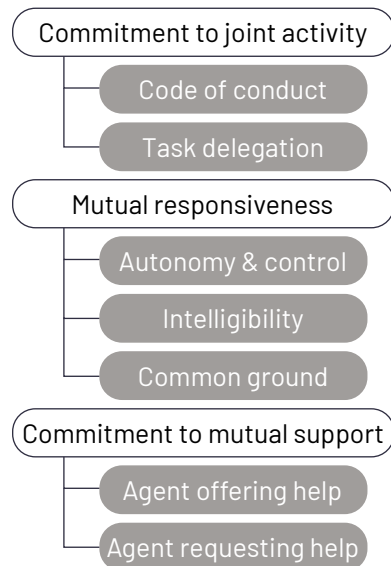 Commitment to joint activity
Code of conduct
Task delegation
Mutual responsiveness
Autonomy & control
Intelligibility
Common ground
Commitment to mutual support
Agent offering help
Agent requesting help